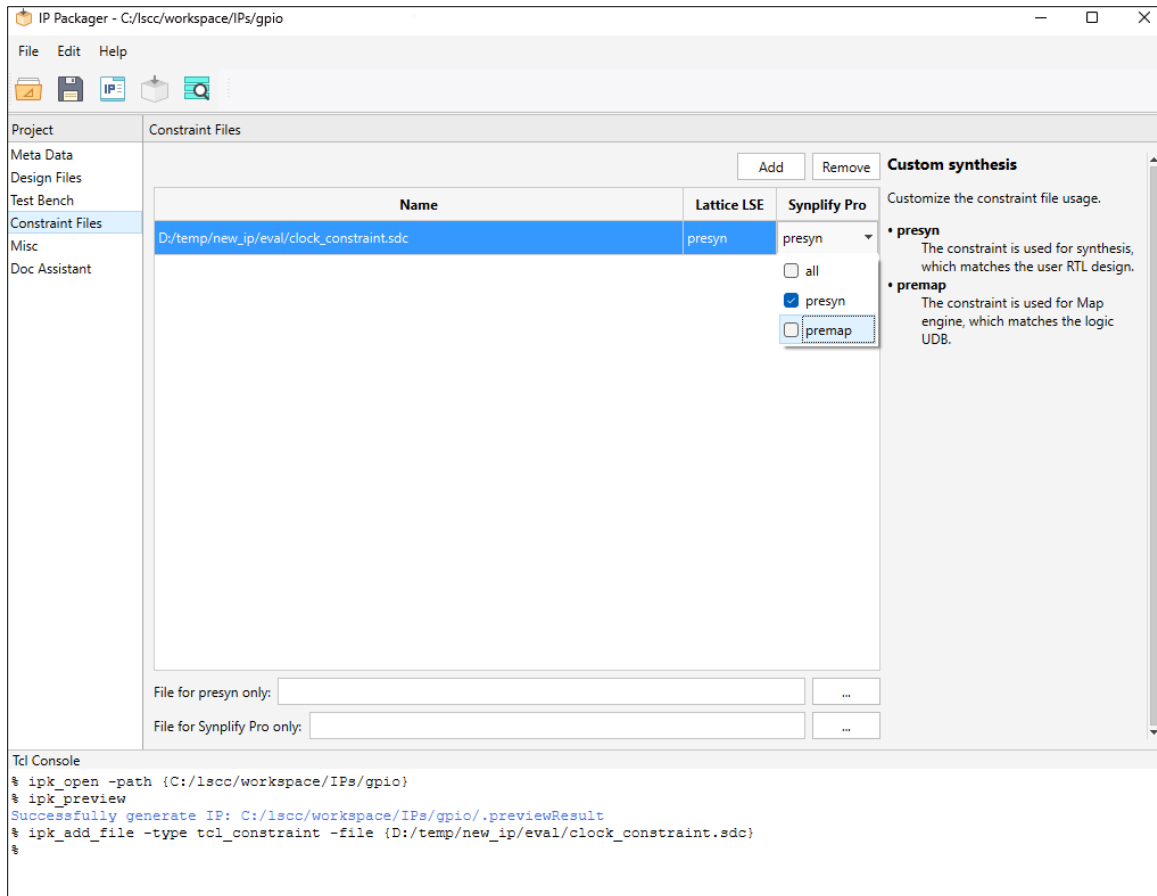 IP Packager - C:/lscc/workspace/IPs/gpio
File Edit Help
IP
Project
Constraint Files
Meta Data
Design Files
Test Bench
Constraint Files
Misc
Doc Assistant
Add Remove
Name Lattice LSE Synplify Pro
D:/temp/new_ip/eval/clock_constraint.sdc presyn presyn
all
presyn
premap
Custom synthesis
Customize the constraint file usage.
• presyn
The constraint is used for synthesis,
which matches the user RTL design.
• premap
The constraint is used for Map
engine, which matches the logic
UDB.
File for presyn only: ...
File for Synplify Pro only: ...
Tcl Console
% ipk_open -path {C:/lscc/workspace/IPs/gpio}
% ipk_preview
Successfully generate IP: C:/lscc/workspace/IPs/gpio/.previewResult
% ipk_add_file -type tcl_constraint -file {D:/temp/new_ip/eval/clock_constraint.sdc}
%